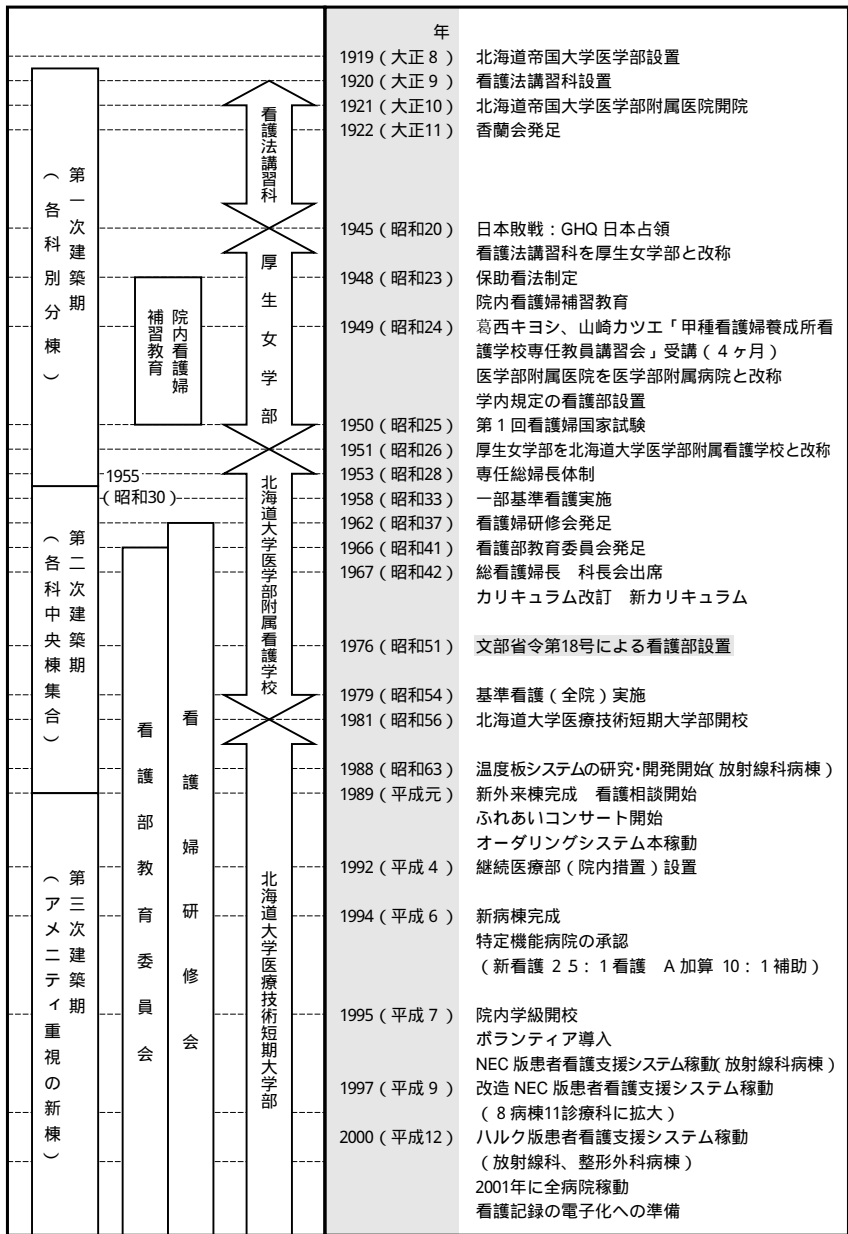 年
1919（大正8） 北海道帝国大学医学部設置
1920（大正9） 看護法講習科設置
1921（大正10） 北海道帝国大学医学部附属医院開院
1922（大正11） 香蘭会発足
1945（昭和20） 日本敗戦：GHQ 日本占領
看護法講習科を厚生女学部と改称
1948（昭和23） 保助看法制定
院内看護婦補習教育
1949（昭和24） 葛西キヨシ、山崎カツエ「甲種看護婦養成所看
護学校専任教員講習会」受講（4ヶ月）
医学部附属医院を医学部附属病院と改称
学内規定の看護部設置
1950（昭和25） 第1回看護婦国家試験
1951（昭和26） 厚生女学部を北海道大学医学部附属看護学校と改称
1953（昭和28） 専任総婦長体制
1958（昭和33） 一部基準看護実施
1962（昭和37） 看護婦研修会発足
1966（昭和41） 看護部教育委員会発足
1967（昭和42） 総看護婦長　科長会出席
カリキュラム改訂　新カリキュラム
1976（昭和51） 文部省令第18号による看護部設置
1979（昭和54） 基準看護（全院）実施
1981（昭和56） 北海道大学医療技術短期大学部開校
1988（昭和63） 温度板システムの研究・開発開始（放射線科病棟）
1989（平成元） 新外来棟完成　看護相談開始
ふれあいコンサート開始
オーダリングシステム本稼動
1992（平成4） 継続医療部（院内措置）設置
1994（平成6） 新病棟完成
特定機能病院の承認
（新看護 2.5：1看護　A加算 10：1補助）
1995（平成7） 院内学級開校
ボランティア導入
NEC版患者看護支援システム稼動（放射線科病棟）
1997（平成9） 改造 NEC 版患者看護支援システム稼動
（8病棟11診療科に拡大）
2000（平成12） ハルク版患者看護支援システム稼動
（放射線科、整形外科病棟）
2001年に全病院稼動
看護記録の電子化への準備
第一次建築期
（各科別分棟）
1955
（昭和30）
第二次建築期
（各科中央棟集合）
第三次建築期
（アメニティ重視の新棟）
院内看護婦
補習教育
看護部教育委員会
看護婦研修会
看護法講習科
厚生女学部
北海道大学医学部附属看護学校
北海道大学医療技術短期大学部